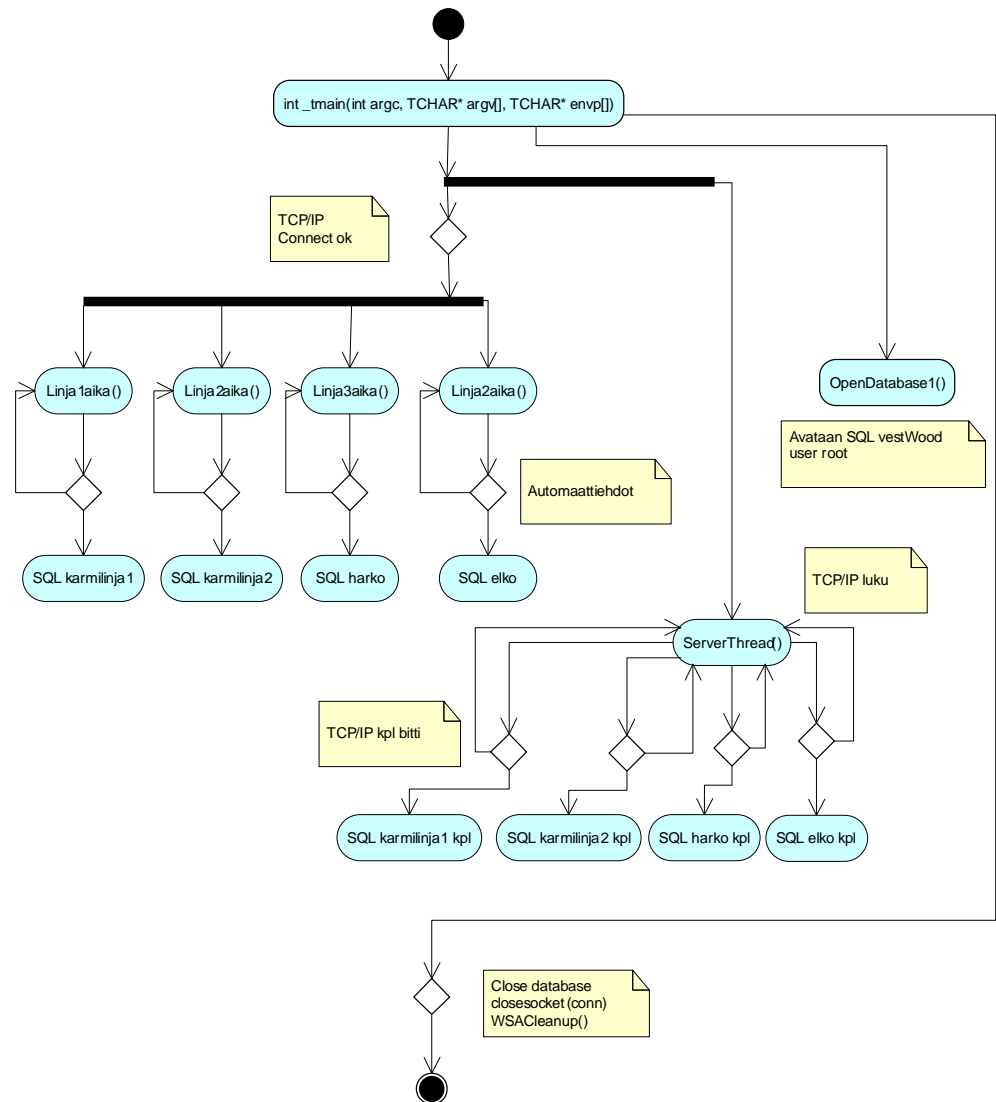 int _tmain(int argc, TCHAR* argv[], TCHAR* envp[])
TCP/IP
Connect ok
Linja1aika()
Linja2aika()
Linja3aika()
Linja2aika()
OpenDatabase1()
Avataan SQL vestWood
user root
Automaattiehdot
SQL karmilinja1
SQL karmilinja2
SQL harko
SQL elko
TCP/IP luku
ServerThread()
TCP/IP kpl bitti
SQL karmilinja1 kpl
SQL karmilinja2 kpl
SQL harko kpl
SQL elko kpl
Close database
closesocket(conn)
WSACleanup()